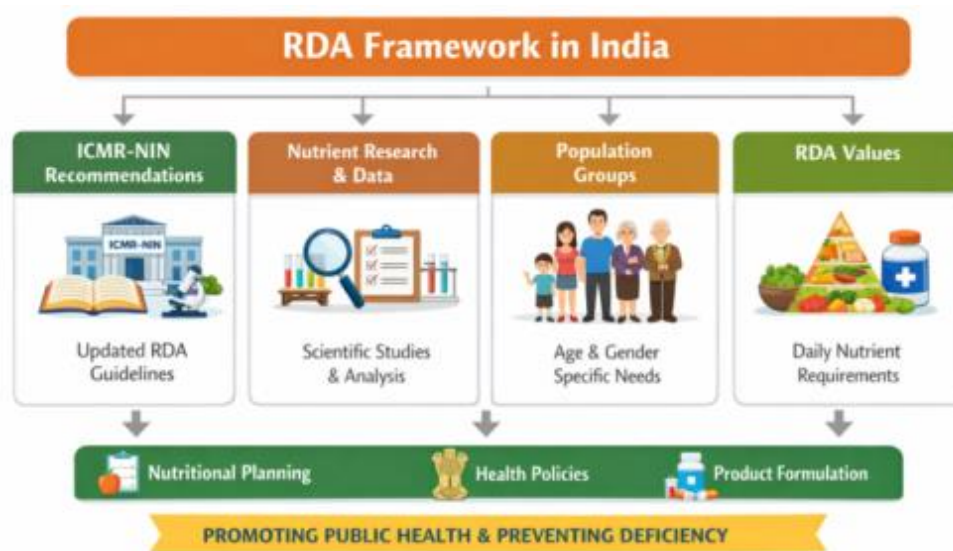 RDA Framework in India
ICMR-NIN
Recommendations
ICMR-NIN
Updated RDA
Guidelines
Nutrient Research
& Data
Scientific Studies
& Analysis
Population
Groups
Age & Gender
Specific Needs
RDA Values
Daily Nutrient
Requirements
Nutritional Planning
Health Policies
Product Formulation
PROMOTING PUBLIC HEALTH & PREVENTING DEFICIENCY